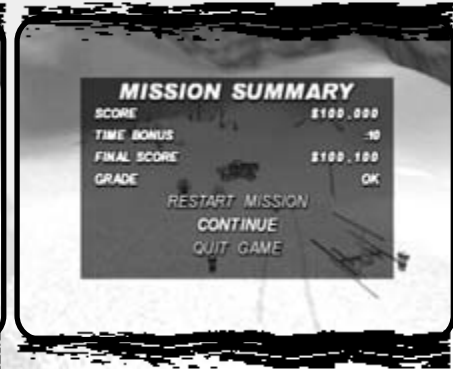 MISSION SUMMARY
SCORE $100,000
TIME BONUS 10
FINAL SCORE $100,100
GRADE OK
RESTART MISSION
CONTINUE
QUIT GAME